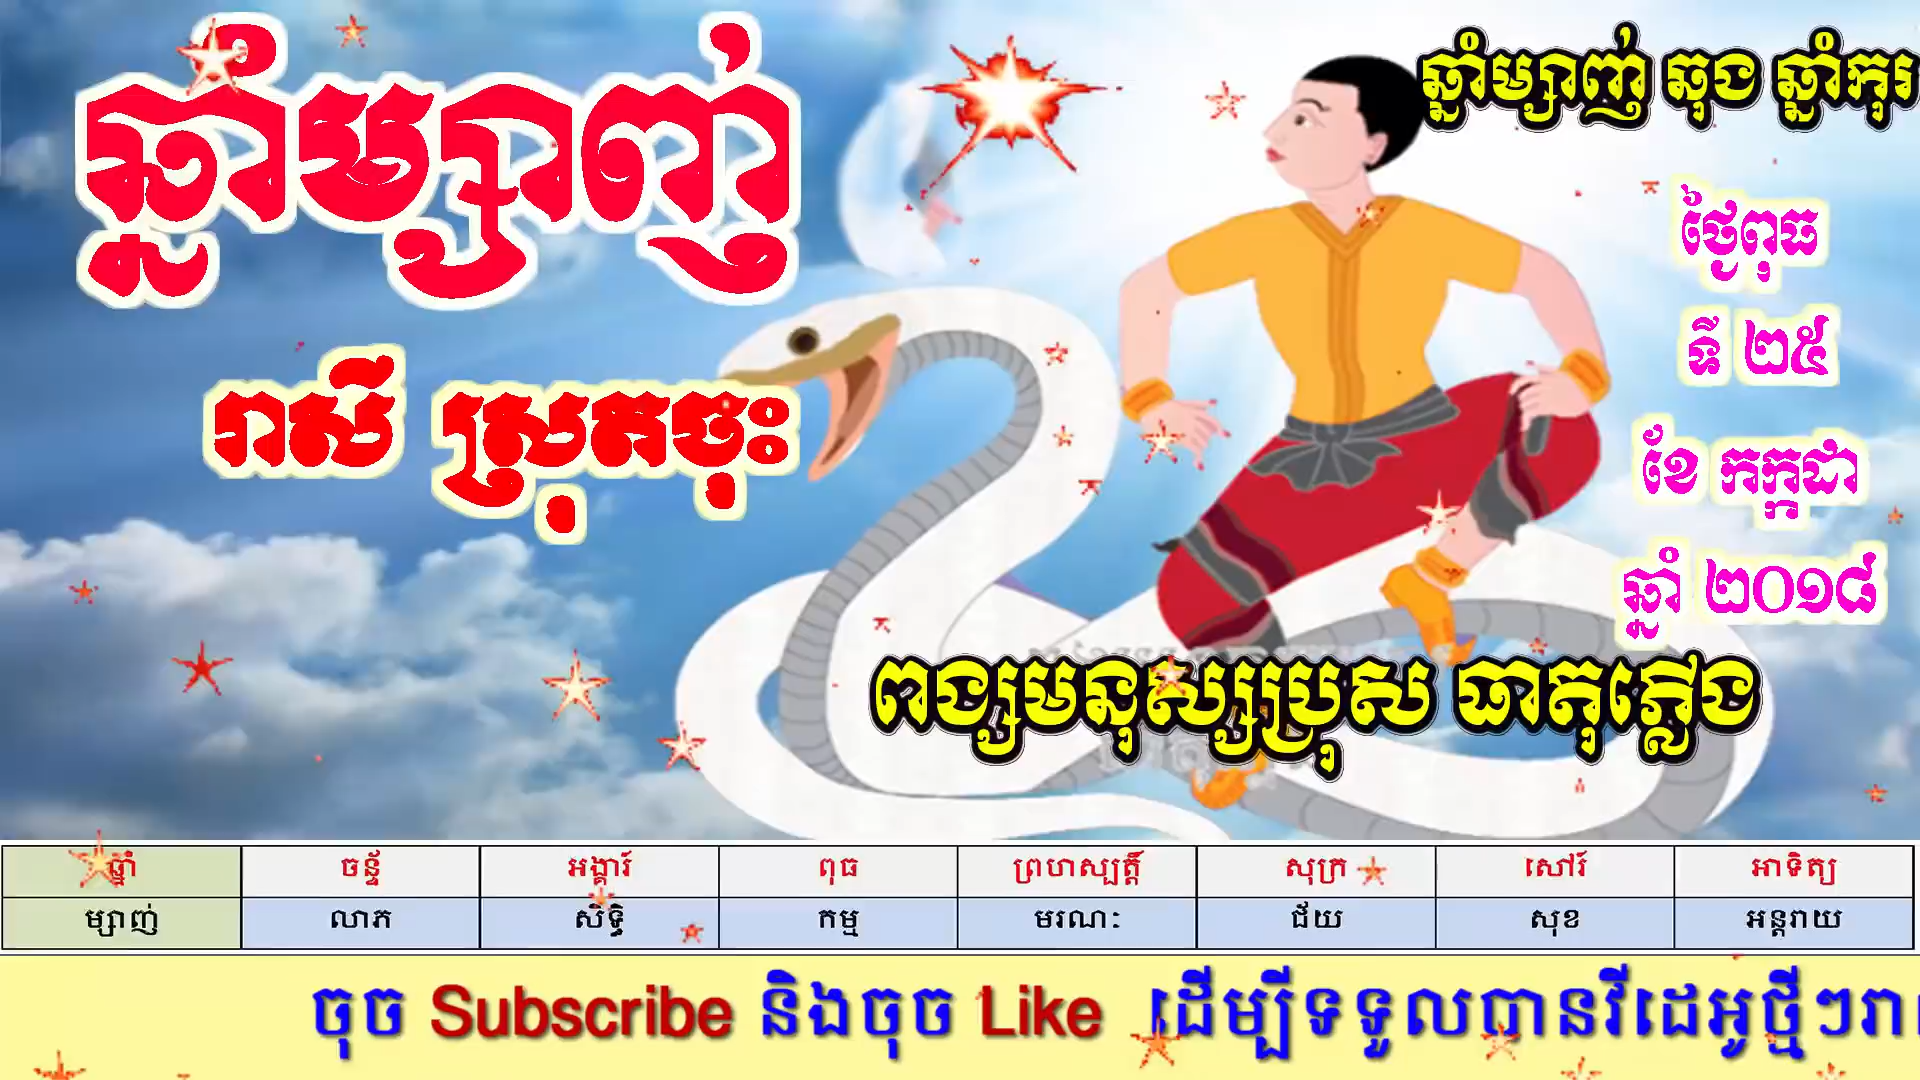 ឆ្នាំម្សាញ់
រាសី ស្រុតចុះ
ឆ្នាំម្សាញ់ ឆុង ឆ្នាំកុរ
ថ្ងៃពុធ
ទី ២៥
ខែ កក្កដា
ឆ្នាំ ២០១៨
ពង្សមនុស្សប្រុស ធាតុភ្លើង
ឆ្នាំ ចន្ទ័ អង្គារ៍ ពុធ ព្រហស្បត្តិ៍ សុក្រ សៅរ៍ អាទិត្យ
ម្សាញ់ លាភ សិទ្ធិ កម្ម មរណៈ ជ័យ សុខ អន្តរាយ
ចុច Subscribe និងចុច Like ដើម្បីទទួលបានវីដេអូថ្មីៗរា